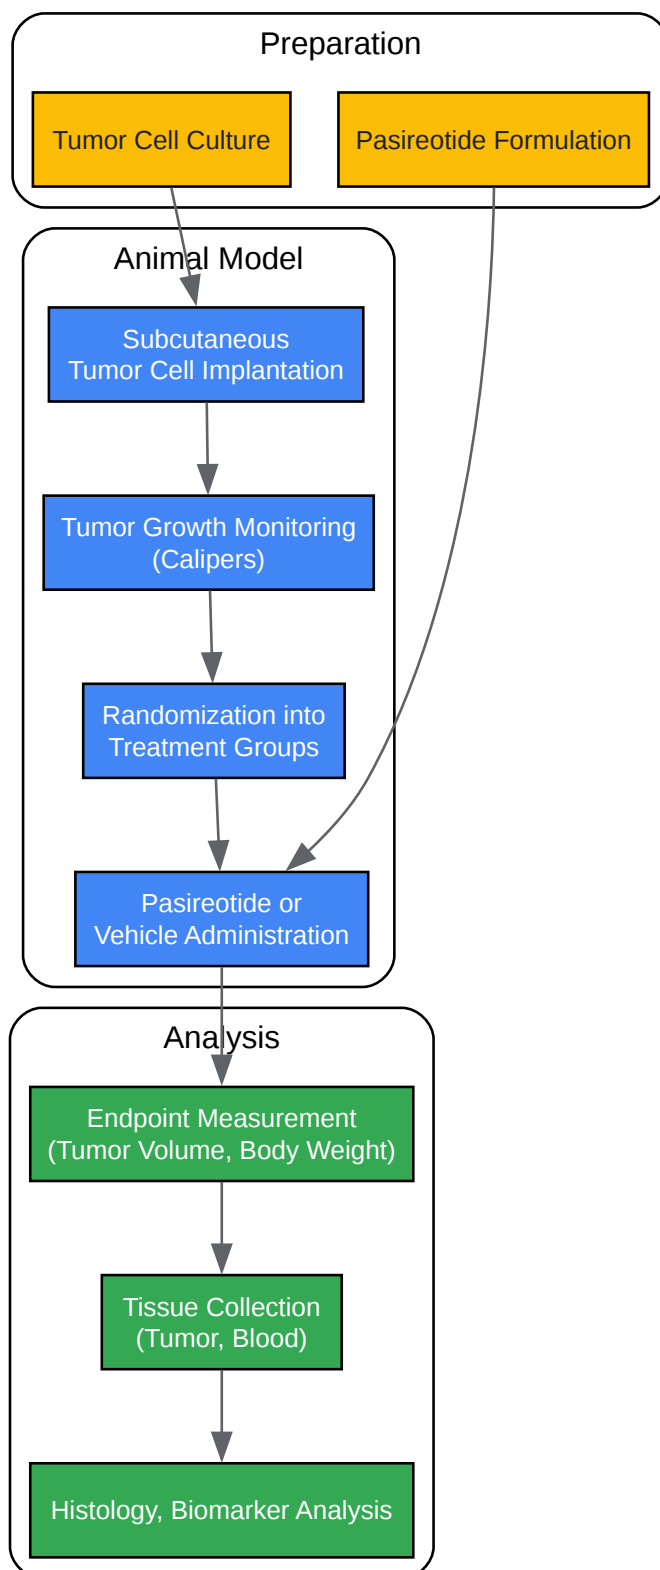 Preparation
Tumor Cell Culture
Pasireotide Formulation
Animal Model
Subcutaneous
Tumor Cell Implantation
Tumor Growth Monitoring
(Calipers)
Randomization into
Treatment Groups
Pasireotide or
Vehicle Administration
Analysis
Endpoint Measurement
(Tumor Volume, Body Weight)
Tissue Collection
(Tumor, Blood)
Histology, Biomarker Analysis